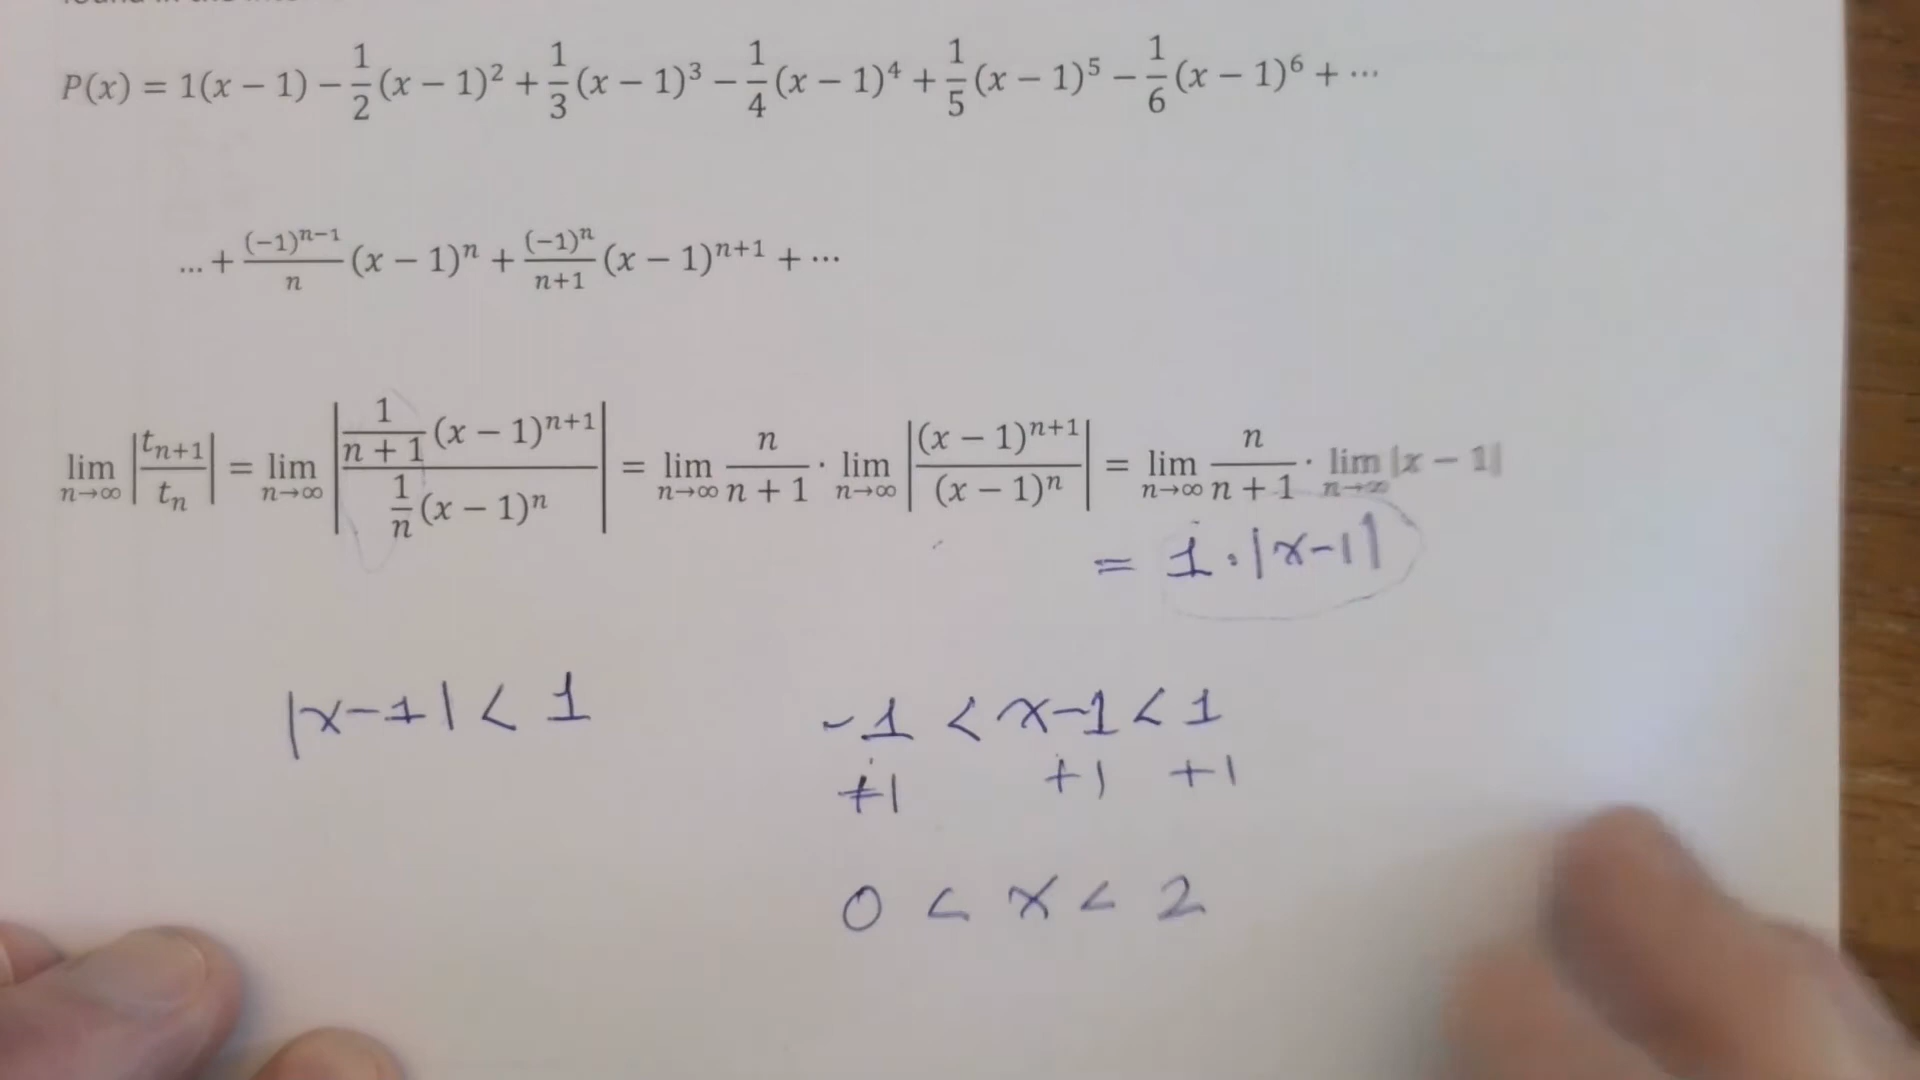 P(x) = 1(x − 1) − 1/2 (x − 1)² + 1/3 (x − 1)³ − 1/4 (x − 1)⁴ + 1/5 (x − 1)⁵ − 1/6 (x − 1)⁶ + ⋯
... + (-1)ⁿ⁻¹/n (x − 1)ⁿ + (-1)ⁿ/(n+1) (x − 1)ⁿ⁺¹ + ⋯
lim n→∞ |tₙ₊₁/tₙ| = lim n→∞ |(1/(n + 1) (x − 1)ⁿ⁺¹)/(1/n (x − 1)ⁿ)| = lim n→∞ n/(n + 1) · lim n→∞ |(x − 1)ⁿ⁺¹/(x − 1)ⁿ| = lim n→∞ n/(n + 1) · lim n→∞ |x − 1|
= 1 · |x-1|
|x-1| < 1
-1 < x-1 < 1
+1 +1 +1
0 < x < 2